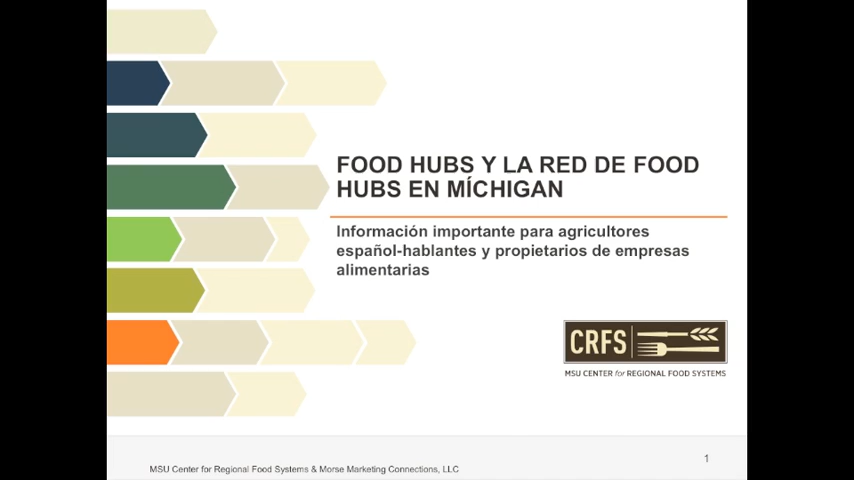 FOOD HUBS Y LA RED DE FOOD
HUBS EN MÍCHIGAN
Información importante para agricultores
español-hablantes y propietarios de empresas
alimentarias
CRFS
MSU CENTER for REGIONAL FOOD SYSTEMS
1
MSU Center for Regional Food Systems & Morse Marketing Connections, LLC